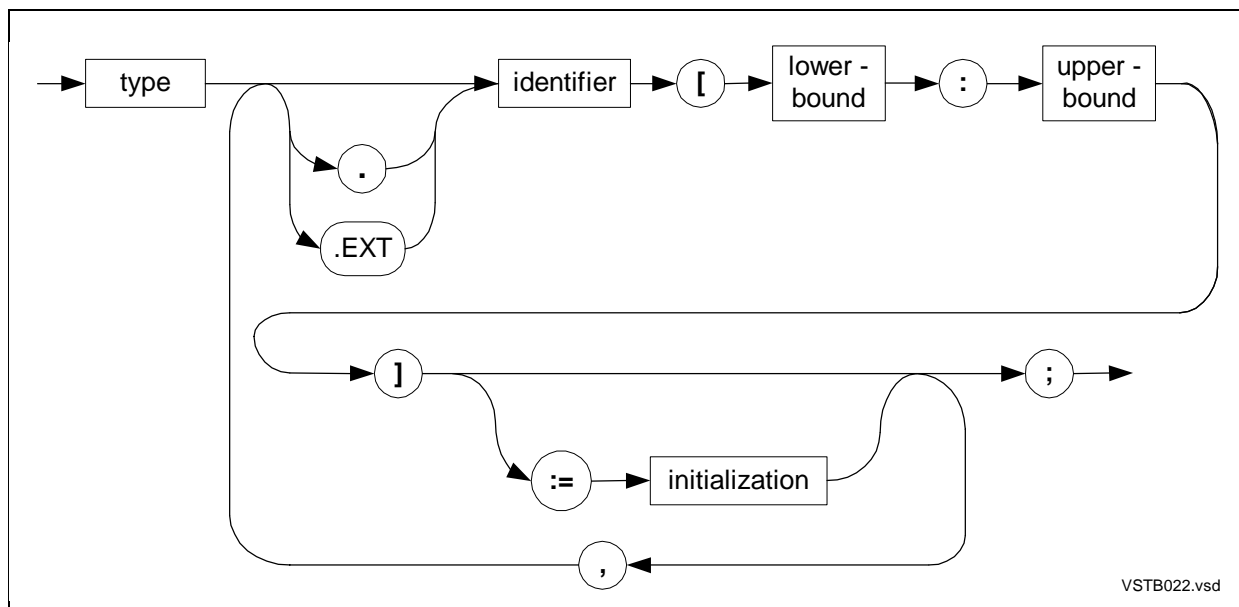 type
identifier
[
lower -
bound
:
upper -
bound
.
.EXT
]
;
:=
initialization
,
VSTB022.vsd